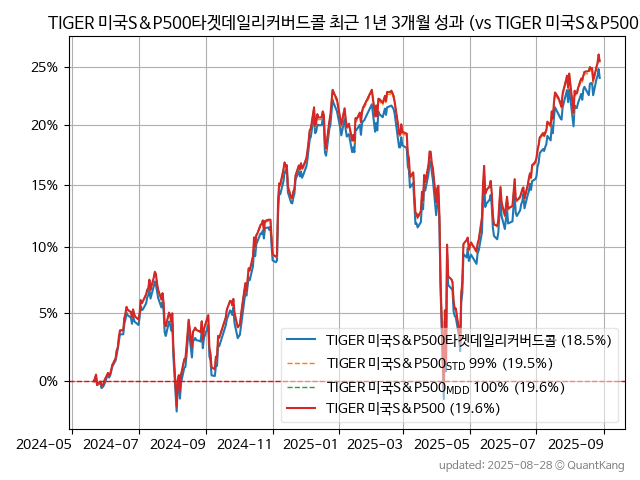 TIGER 미국S&P500타겟데일리커버드콜 최근 1년 3개월 성과 (vs TIGER 미국S&P500
25%
20%
15%
10%
5%
0%
TIGER 미국S&P500타겟데일리커버드콜 (18.5%)
TIGER 미국S&P500STD 99% (19.5%)
TIGER 미국S&P500MDD 100% (19.6%)
TIGER 미국S&P500 (19.6%)
2024-05 2024-07 2024-09 2024-11 2025-01 2025-03 2025-05 2025-07 2025-09
updated: 2025-08-28 © QuantKang